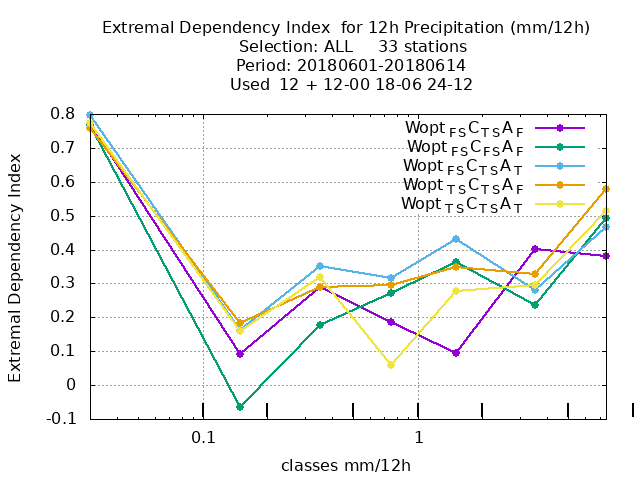 Extremal Dependency Index  for 12h Precipitation (mm/12h)
Selection: ALL     33 stations
Period: 20180601-20180614
Used  12 + 12-00 18-06 24-12
Wopt FS C TS A F
Wopt FS C FS A F
Wopt FS C TS A T
Wopt TS C TS A F
Wopt TS C TS A T
Extremal Dependency Index
0.8
0.7
0.6
0.5
0.4
0.3
0.2
0.1
0
-0.1
0.1
1
classes mm/12h